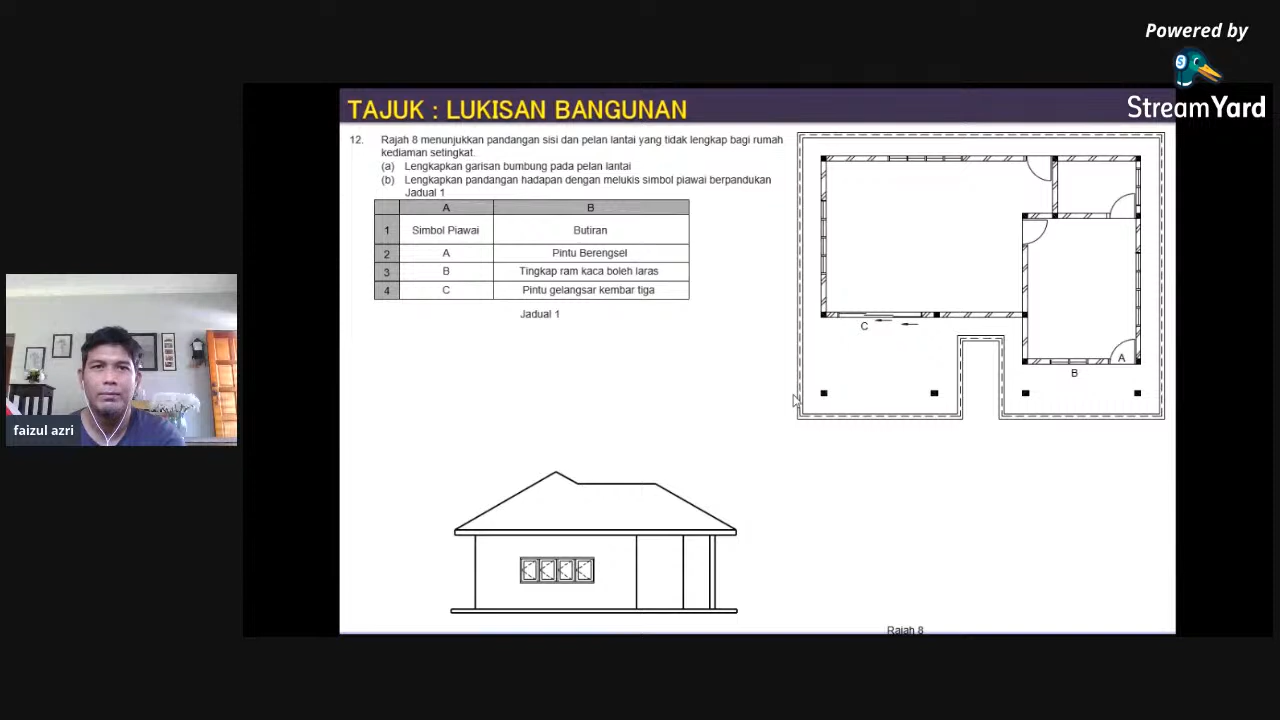 Powered by
StreamYard
TAJUK : LUKISAN BANGUNAN
12. Rajah 8 menunjukkan pandangan sisi dan pelan lantai yang tidak lengkap bagi rumah
kediaman setingkat.
(a) Lengkapkan garisan bumbung pada pelan lantai
(b) Lengkapkan pandangan hadapan dengan melukis simbol piawai berpandukan
Jadual 1
A B
1 Simbol Piawai Butiran
2 A Pintu Berengsel
3 B Tingkap ram kaca boleh laras
4 C Pintu gelangsar kembar tiga
Jadual 1
C
A
B
faizul azri
Rajah 8